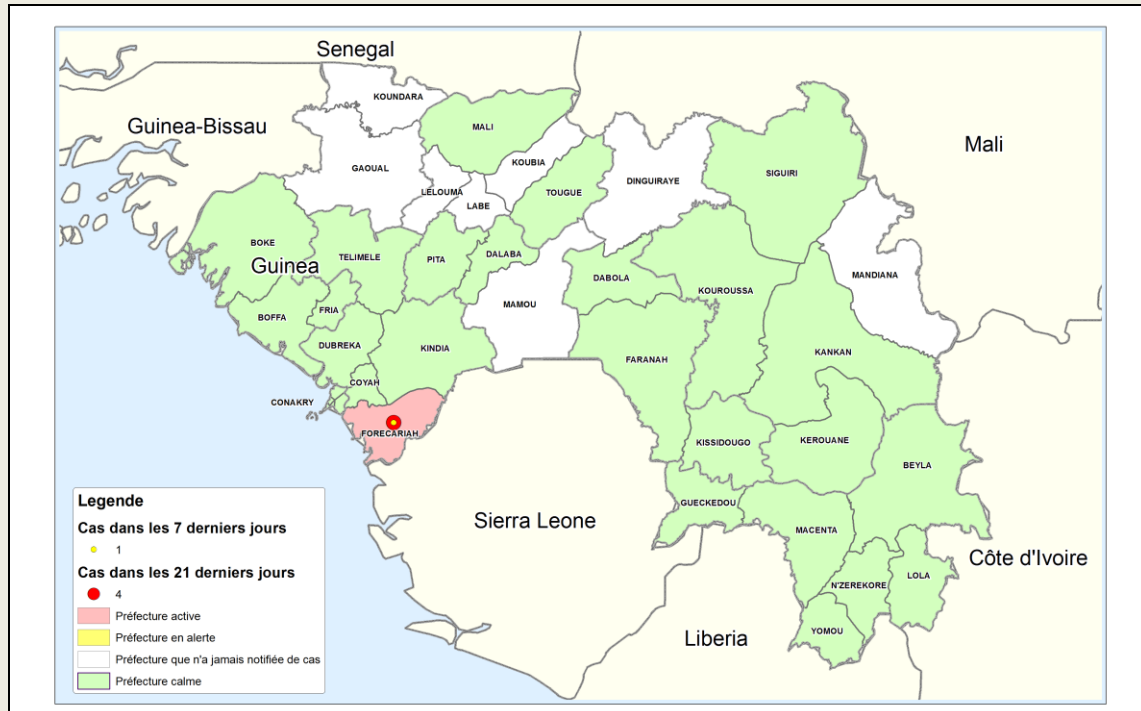 Senegal
KOUNDARA
Guinea-Bissau
MALI
Mali
KOUBIA
GAOUAL
SIGUIRI
DINGUIRAYE
LELOUMA
TOUGUE
LABE
BOKE
DALABA
TELIMELE
PITA
Guinea
MANDIANA
DABOLA
KOUROUSSA
MAMOU
FRIA
BOFFA
DUBREKA
KINDIA
KANKAN
FARANAH
COYAH
CONAKRY
FORECARIAH
KISSIDOUGO
KEROUANE
BEYLA
GUECKEDOU
Sierra Leone
MACENTA
Côte d'Ivoire
LOLA
N'ZEREKORE
YOMOU
Liberia
Legende
Cas dans les 7 derniers jours
1
Cas dans les 21 derniers jours
4
Préfecture active
Préfecture en alerte
Préfecture que n'a jamais notifiée de cas
Préfecture calme